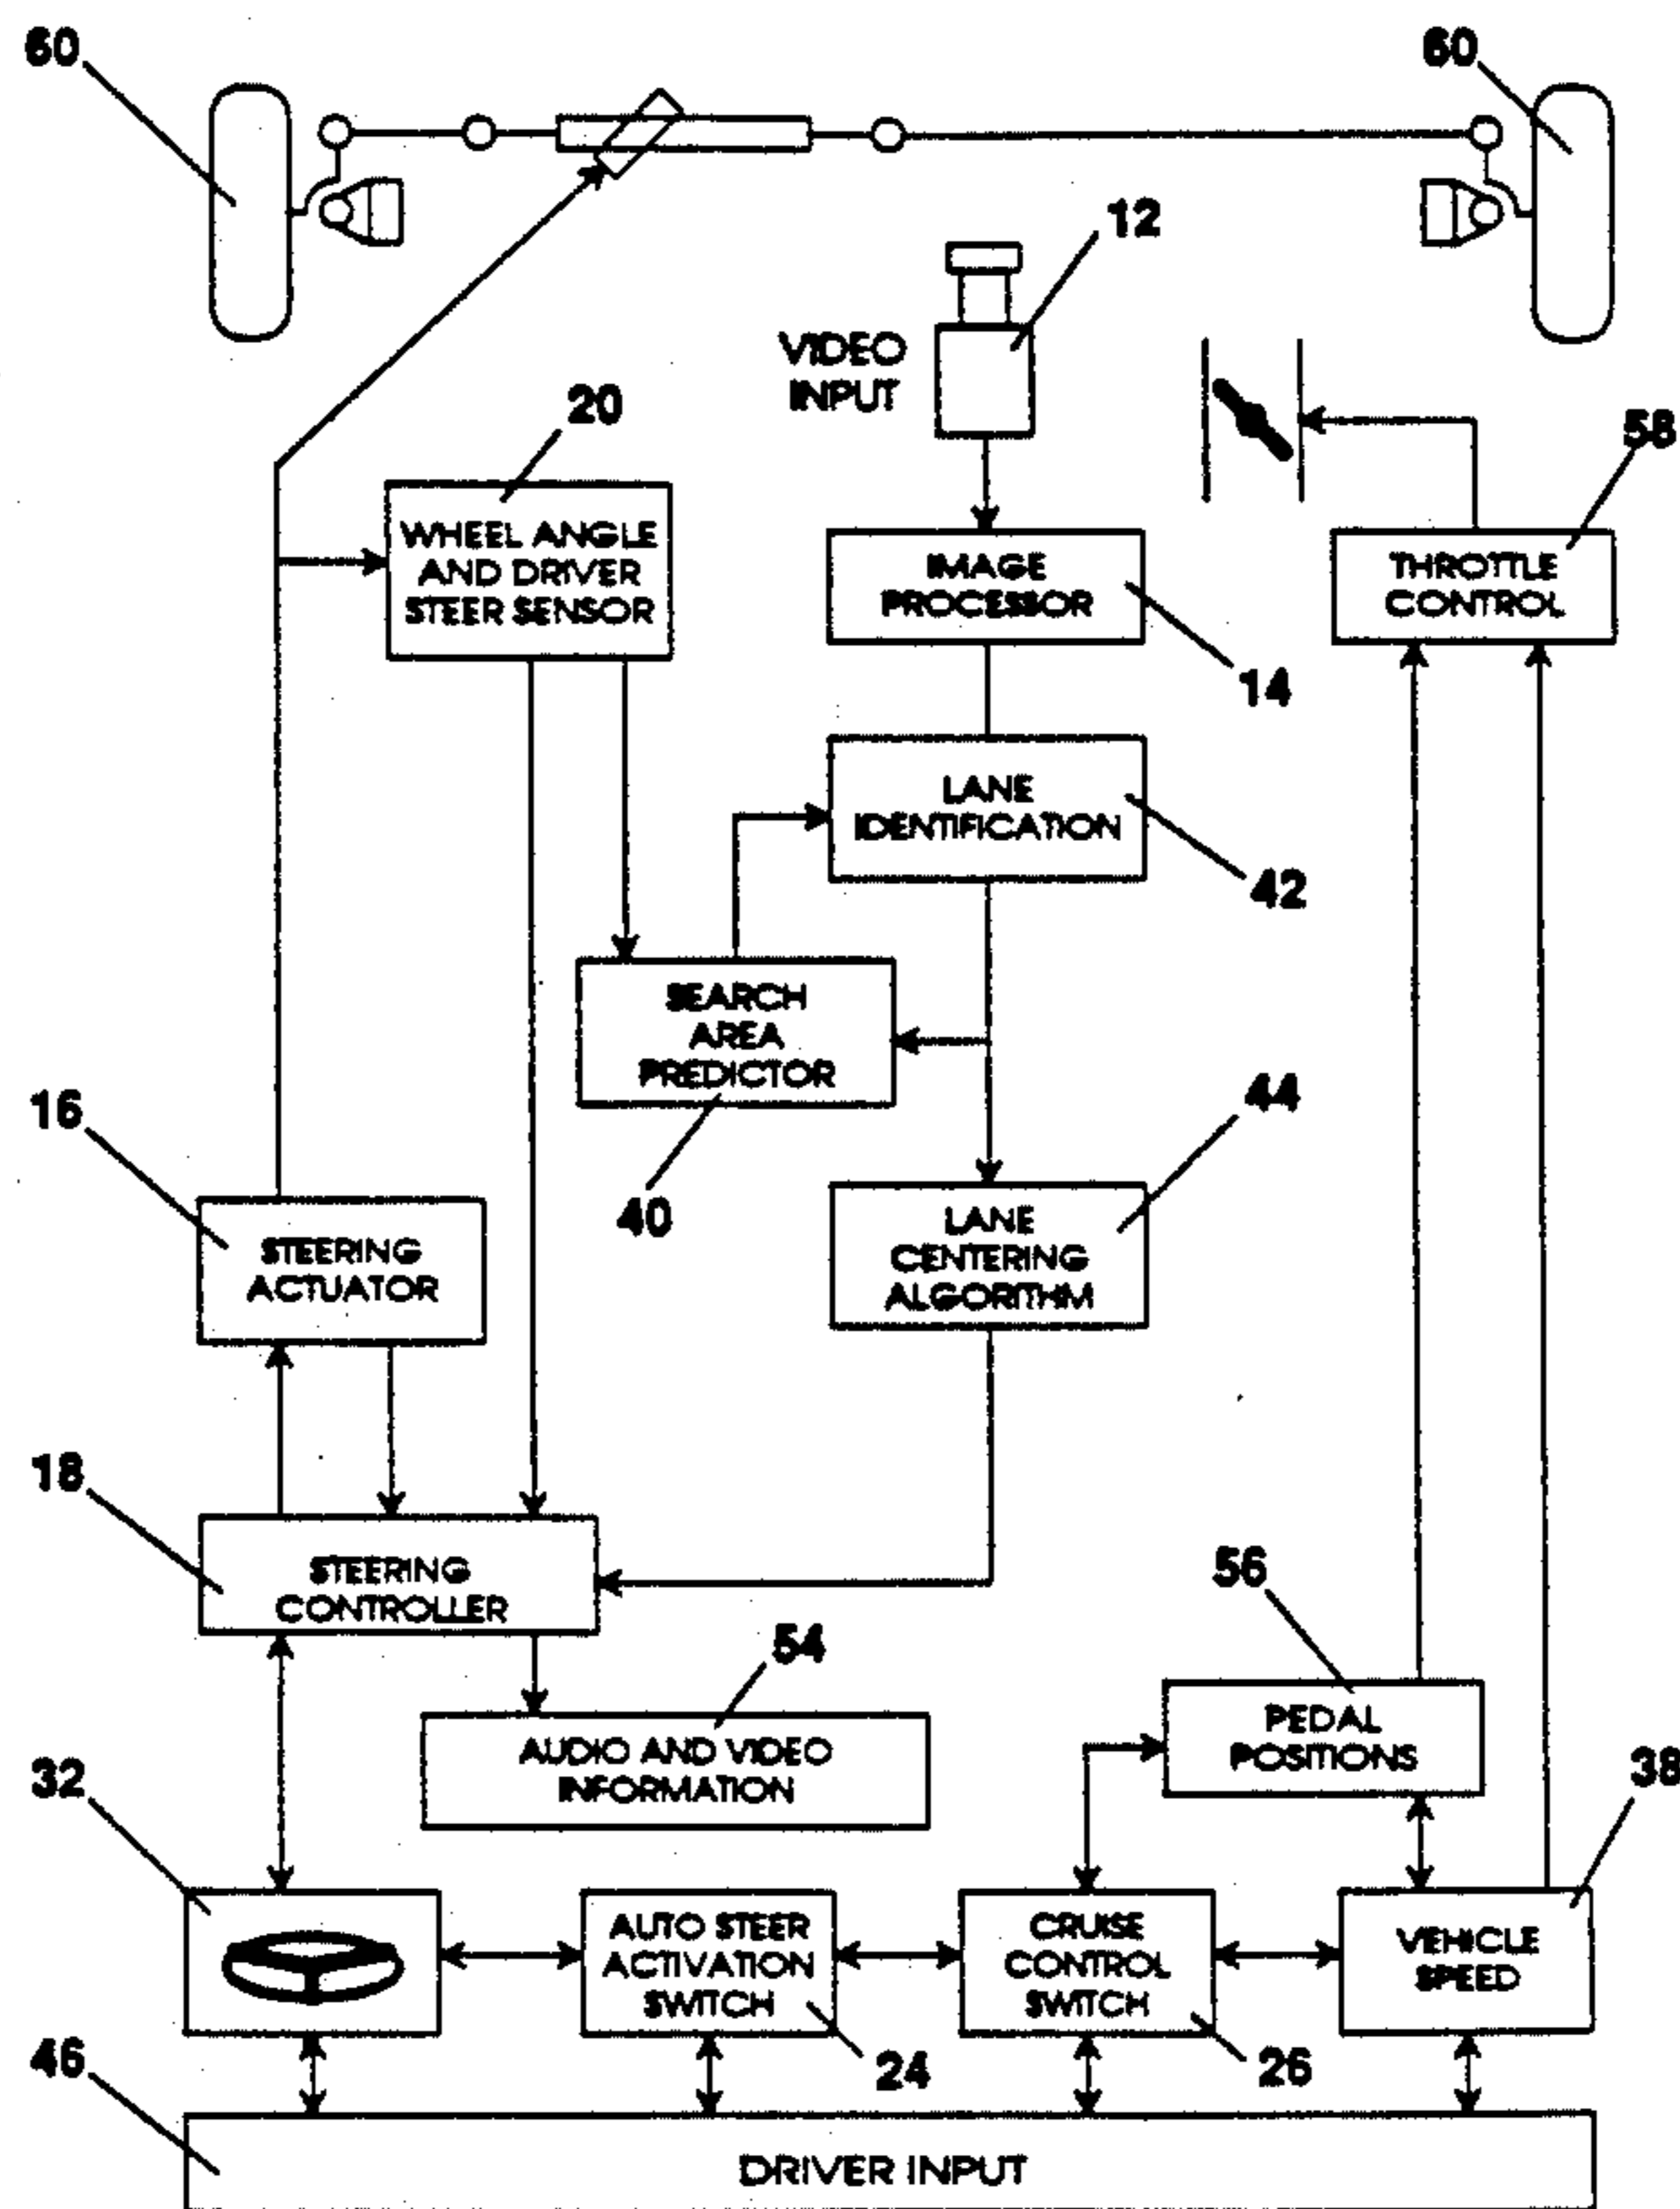 60
60
12
VIDEO
INPUT
20
58
WHEEL ANGLE
AND DRIVER
STEER SENSOR
IMAGE
PROCESSOR
THROTTLE
CONTROL
14
LANE
IDENTIFICATION
42
SEARCH
AREA
PREDICTOR
44
16
40
STEERING
ACTUATOR
LANE
CENTERING
ALGORITHM
18
STEERING
CONTROLLER
56
54
PEDAL
POSITIONS
AUDIO AND VIDEO
INFORMATION
32
38
AUTO STEER
ACTIVATION
SWITCH
CRUISE
CONTROL
SWITCH
VEHICLE
SPEED
46
24
26
DRIVER INPUT